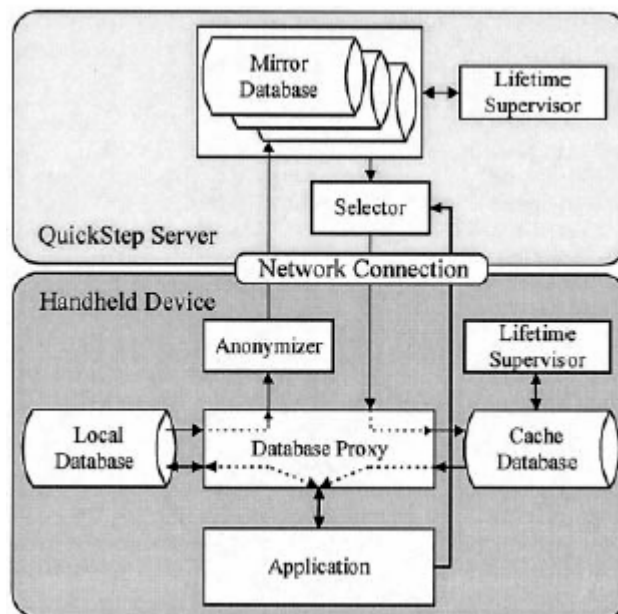 Mirror
Database
Lifetime
Supervisor
Selector
QuickStep Server
Network Connection
Handheld Device
Anonymizer
Lifetime
Supervisor
Local
Database
Database Proxy
Cache
Database
Application